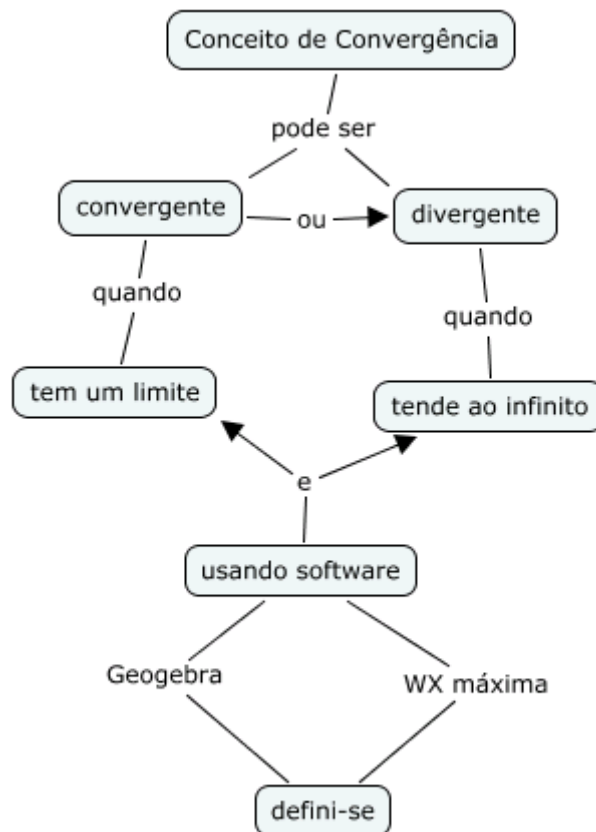 Conceito de Convergência
pode ser
convergente
ou
divergente
quando
quando
tem um limite
tende ao infinito
e
usando software
Geogebra
WX máxima
defini-se